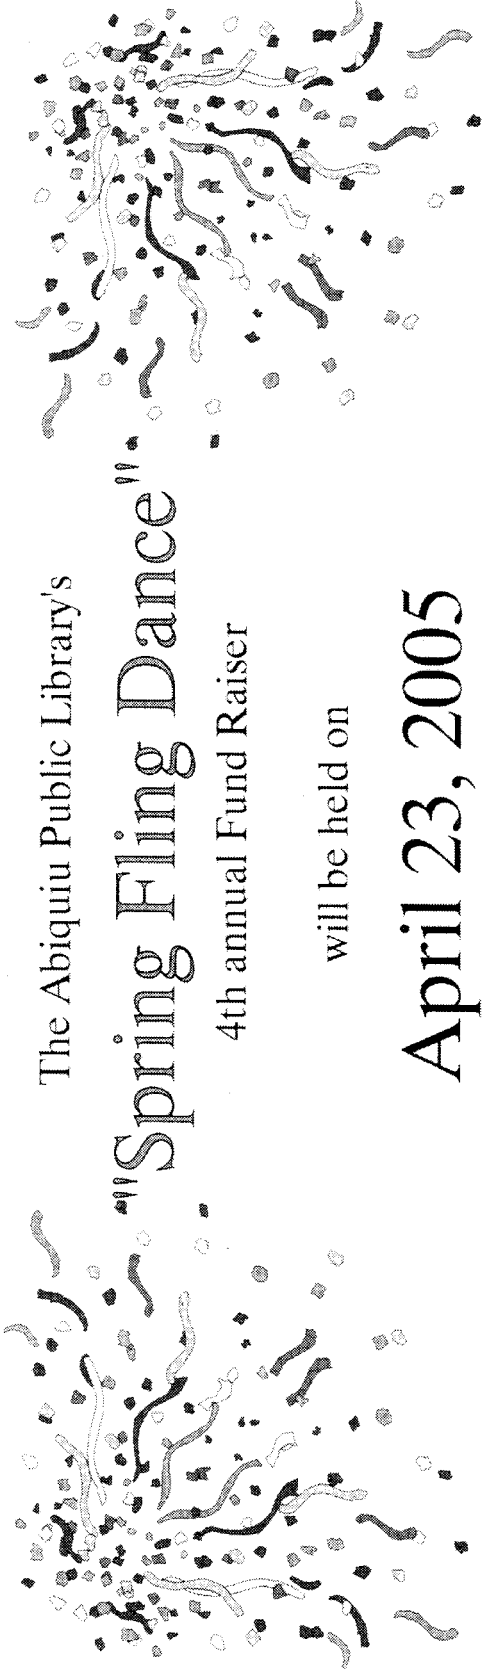 The Abiquiu Public Library's
"Spring Fling Dance"
4th annual Fund Raiser
will be held on
April 23, 2005